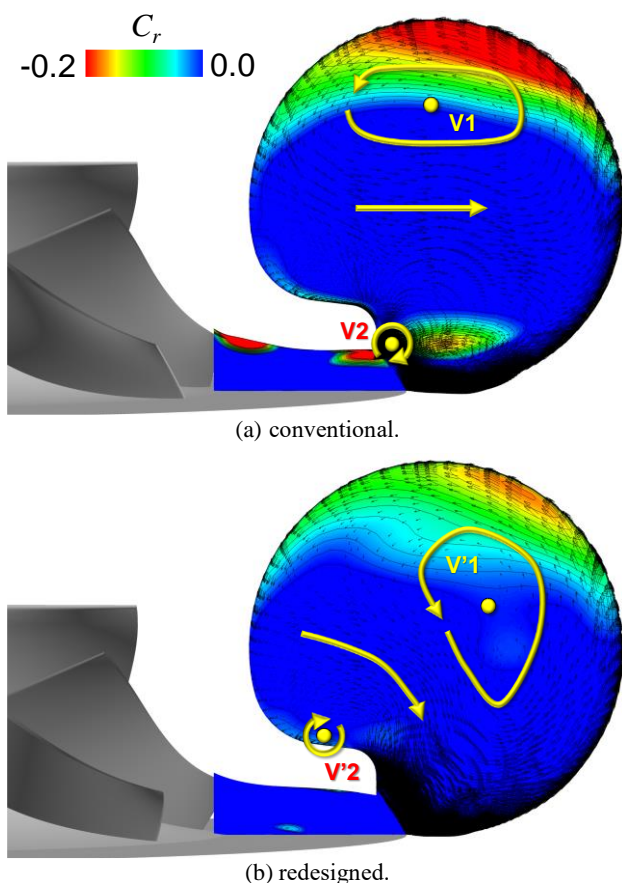 C_r
-0.2 0.0
V1
V2
(a) conventional.
V'1
V'2
(b) redesigned.